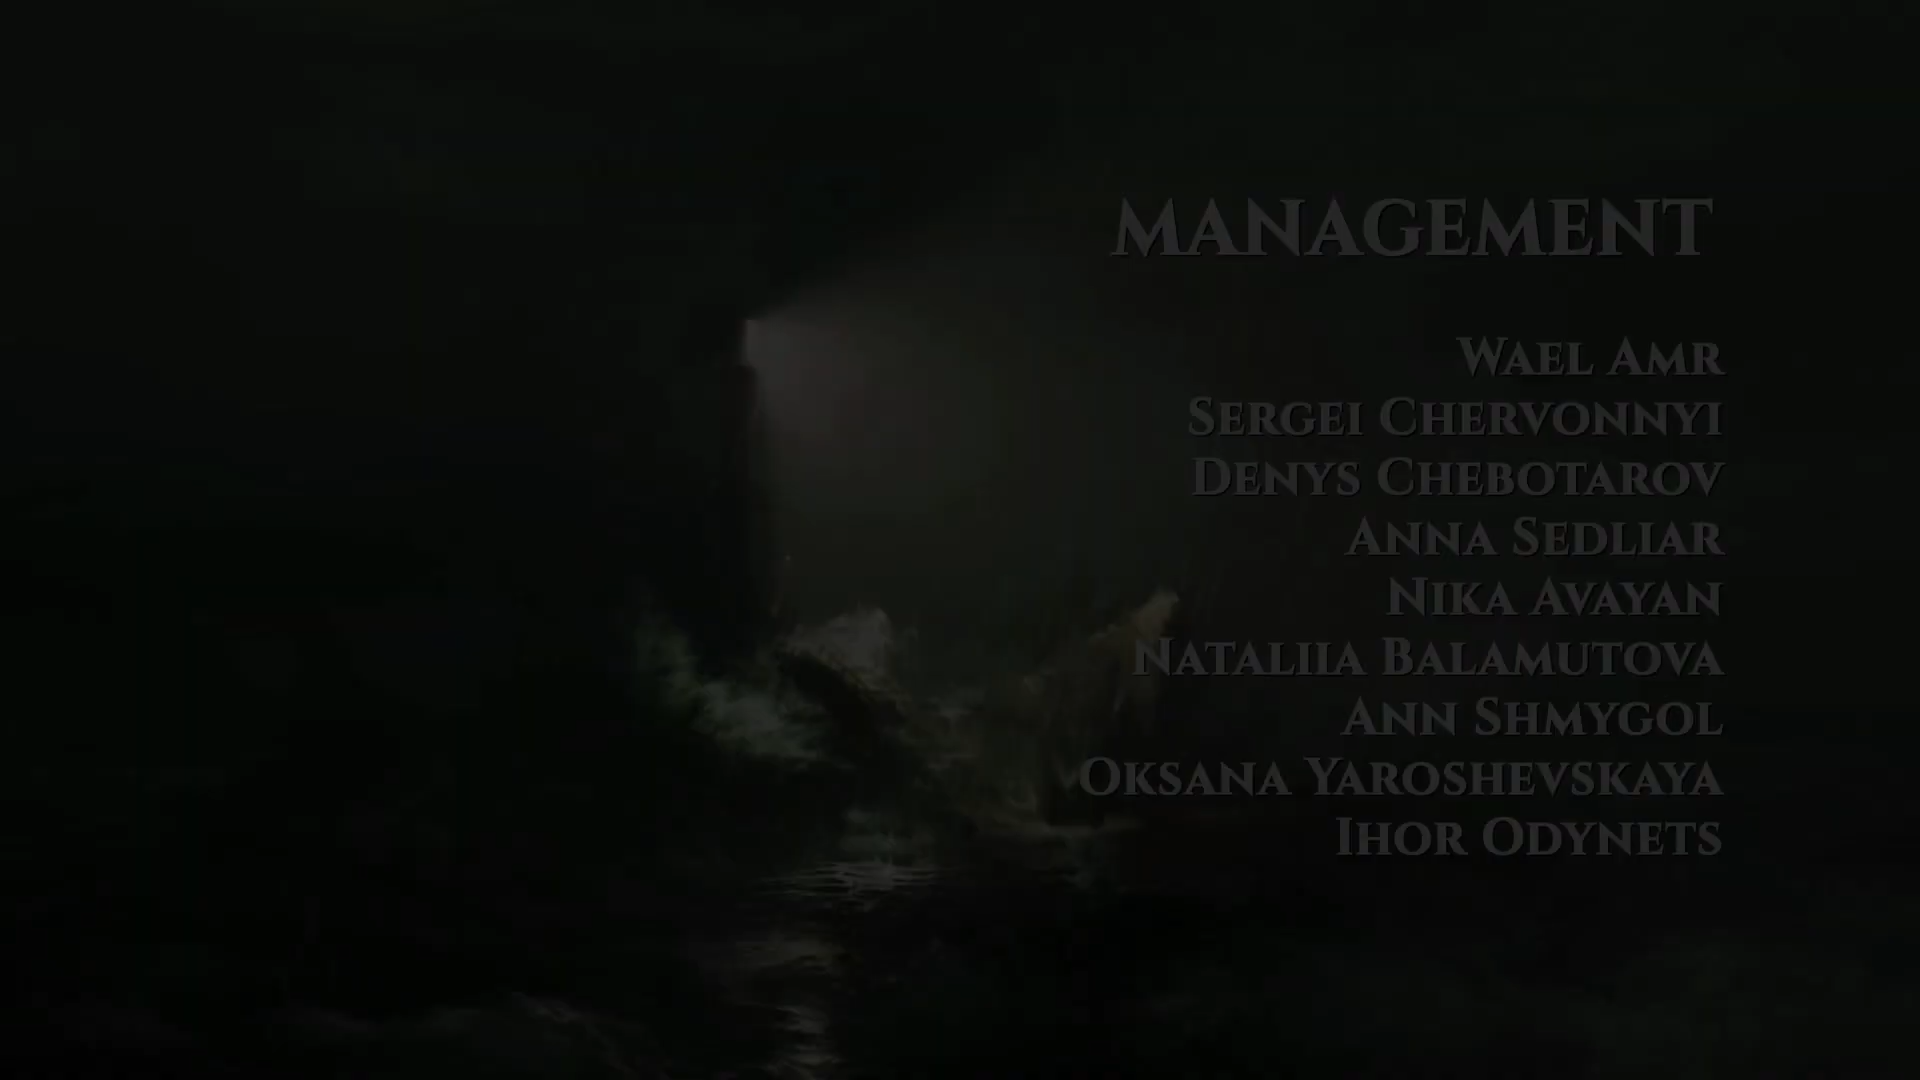 MANAGEMENT
Wael Amr
Sergei Chervonnyi
Denys Chebotarov
Anna Sedliar
Nika Avayan
Nataliia Balamutova
Ann Shmygol
Oksana Yaroshevskaya
Ihor Odynets